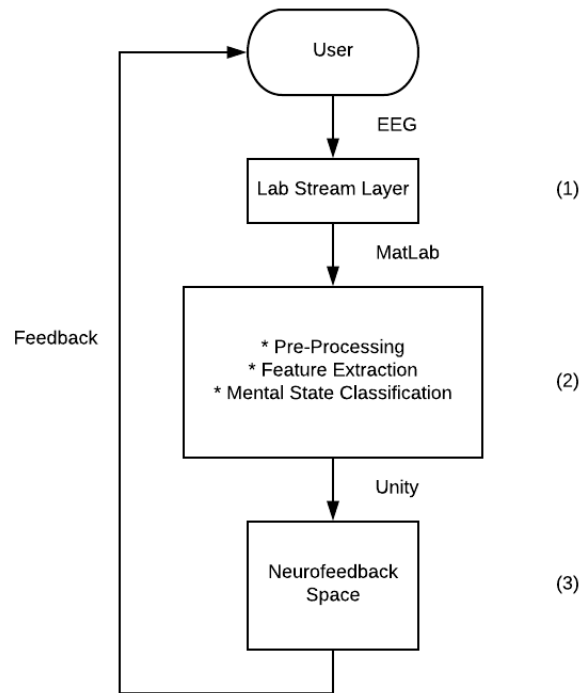 User
EEG
Lab Stream Layer
(1)
MatLab
* Pre-Processing
* Feature Extraction
* Mental State Classification
(2)
Feedback
Unity
Neurofeedback
Space
(3)